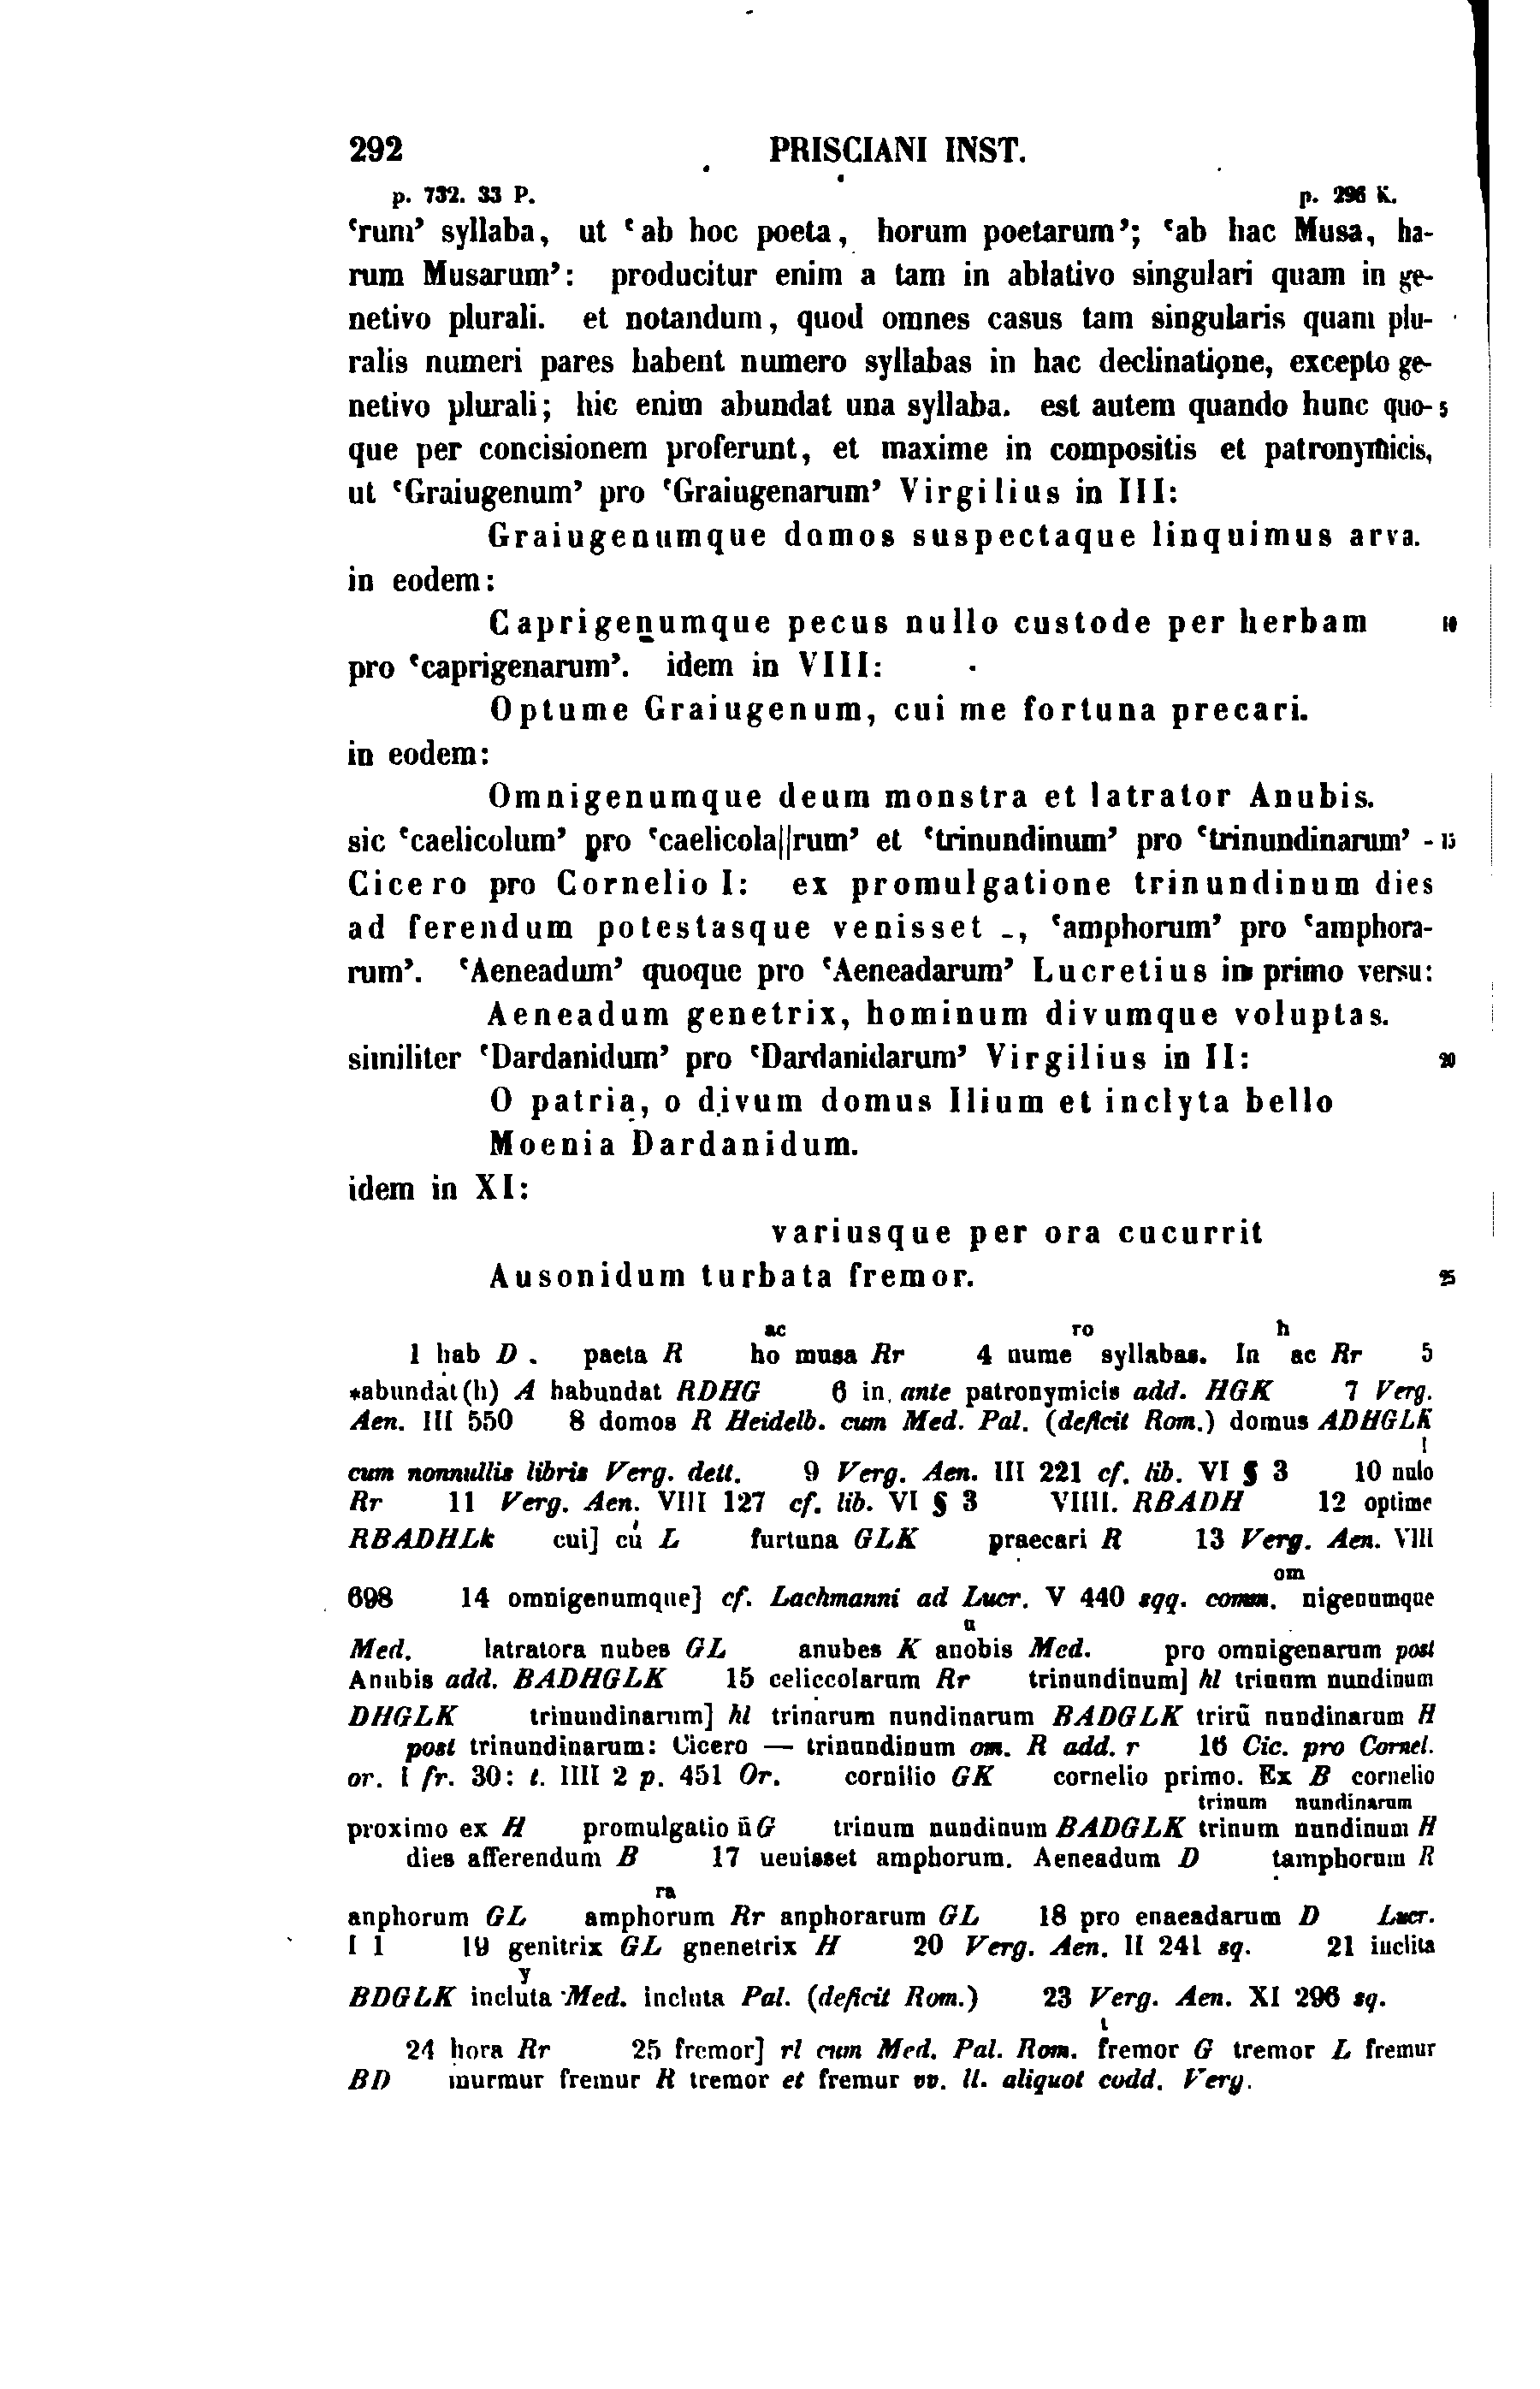 292 PRISCIANI INST.
p. 732. 33 P. p. 296 K.
‘rum’ syllaba, ut ‘ab hoc poeta, horum poetarum’; ‘ab hac Musa, ha-
rum Musarum’: producitur enim a tam in ablativo singulari quam in ge-
netivo plurali. et notandum, quod omnes casus tam singularis quam plu-
ralis numeri pares habent numero syllabas in hac declinatione, excepto ge-
netivo plurali; hic enim abundat una syllaba. est autem quando hunc quo- 5
que per concisionem proferunt, et maxime in compositis et patronymicis,
ut ‘Graiugenum’ pro ‘Graiugenarum’ Virgilius in III:
Graiugenumque domos suspectaque linquimus arva.
in eodem:
Caprigenumque pecus nullo custode per herbam 10
pro ‘caprigenarum’. idem in VIII:
Optume Graiugenum, cui me fortuna precari.
in eodem:
Omnigenumque deum monstra et latrator Anubis.
sic ‘caelicolum’ pro ‘caelicola||rum’ et ‘trinundinum’ pro ‘trinundinarum’ - 15
Cicero pro Cornelio I: ex promulgatione trinundinum dies
ad ferendum potestasque venisset -, ‘amphorum’ pro ‘amphora-
rum’. ‘Aeneadum’ quoque pro ‘Aeneadarum’ Lucretius in primo versu:
Aeneadum genetrix, hominum divumque voluptas.
similiter ‘Dardanidum’ pro ‘Dardanidarum’ Virgilius in II: 20
O patria, o divum domus Ilium et inclyta bello
Moenia Dardanidum.
idem in XI:
variusque per ora cucurrit
Ausonidum turbata fremor. 25
ac ro h
1 hab D. paeta R ho musa Rr 4 nume syllabas. In ac Rr 5
*abundat(h) A habundat RDHG 6 in ante patronymicis add. HGK 7 Verg.
Aen. III 550 8 domos R Heidelb. cum Med. Pal. (deficit Rom.) domus ADHGLK
l
cum nonnullis libris Verg. dett. 9 Verg. Aen. III 221 cf. lib. VI § 3 10 nulo
Rr 11 Verg. Aen. VIII 127 cf. lib. VI § 3 VIIII. RBADH 12 optime
RBADHLk cui] cu L furtuna GLK praecari R 13 Verg. Aen. VIII
om
698 14 omnigenumque] cf. Lachmanni ad Lucr. V 440 sqq. comm. nigenumque
u
Med. latratora nubes GL anubes K anobis Med. pro omnigenarum post
Anubis add. BADHGLK 15 celiccolarum Rr trinundinum] hl trinum nundinum
DHGLK trinundinarum] hl trinarum nundinarum BADGLK trirū nundinarum H
post trinundinarum: Cicero — trinundinum om. R add. r 16 Cic. pro Cornel.
or. I fr. 30: t. IIII 2 p. 451 Or. cornilio GK cornelio primo. Ex B cornelio
trinum nundinarum
proximo ex H promulgatio ū G trinum nundinum BADGLK trinum nundinum H
dies afferendum B 17 ueuisset amphorum. Aeneadum D tamphorum R
ra
anphorum GL amphorum Rr anphorarum GL 18 pro enaeadarum D Lucr.
I 1 19 genitrix GL gnenetrix H 20 Verg. Aen. II 241 sq. 21 inclita
y
BDGLK incluta Med. incluta Pal. (deficit Rom.) 23 Verg. Aen. XI 296 sq.
t
24 hora Rr 25 fremor] rl cum Med. Pal. Rom. fremor G tremor L fremur
BD murmur fremur R tremor et fremur vv. ll. aliquot codd. Verg.